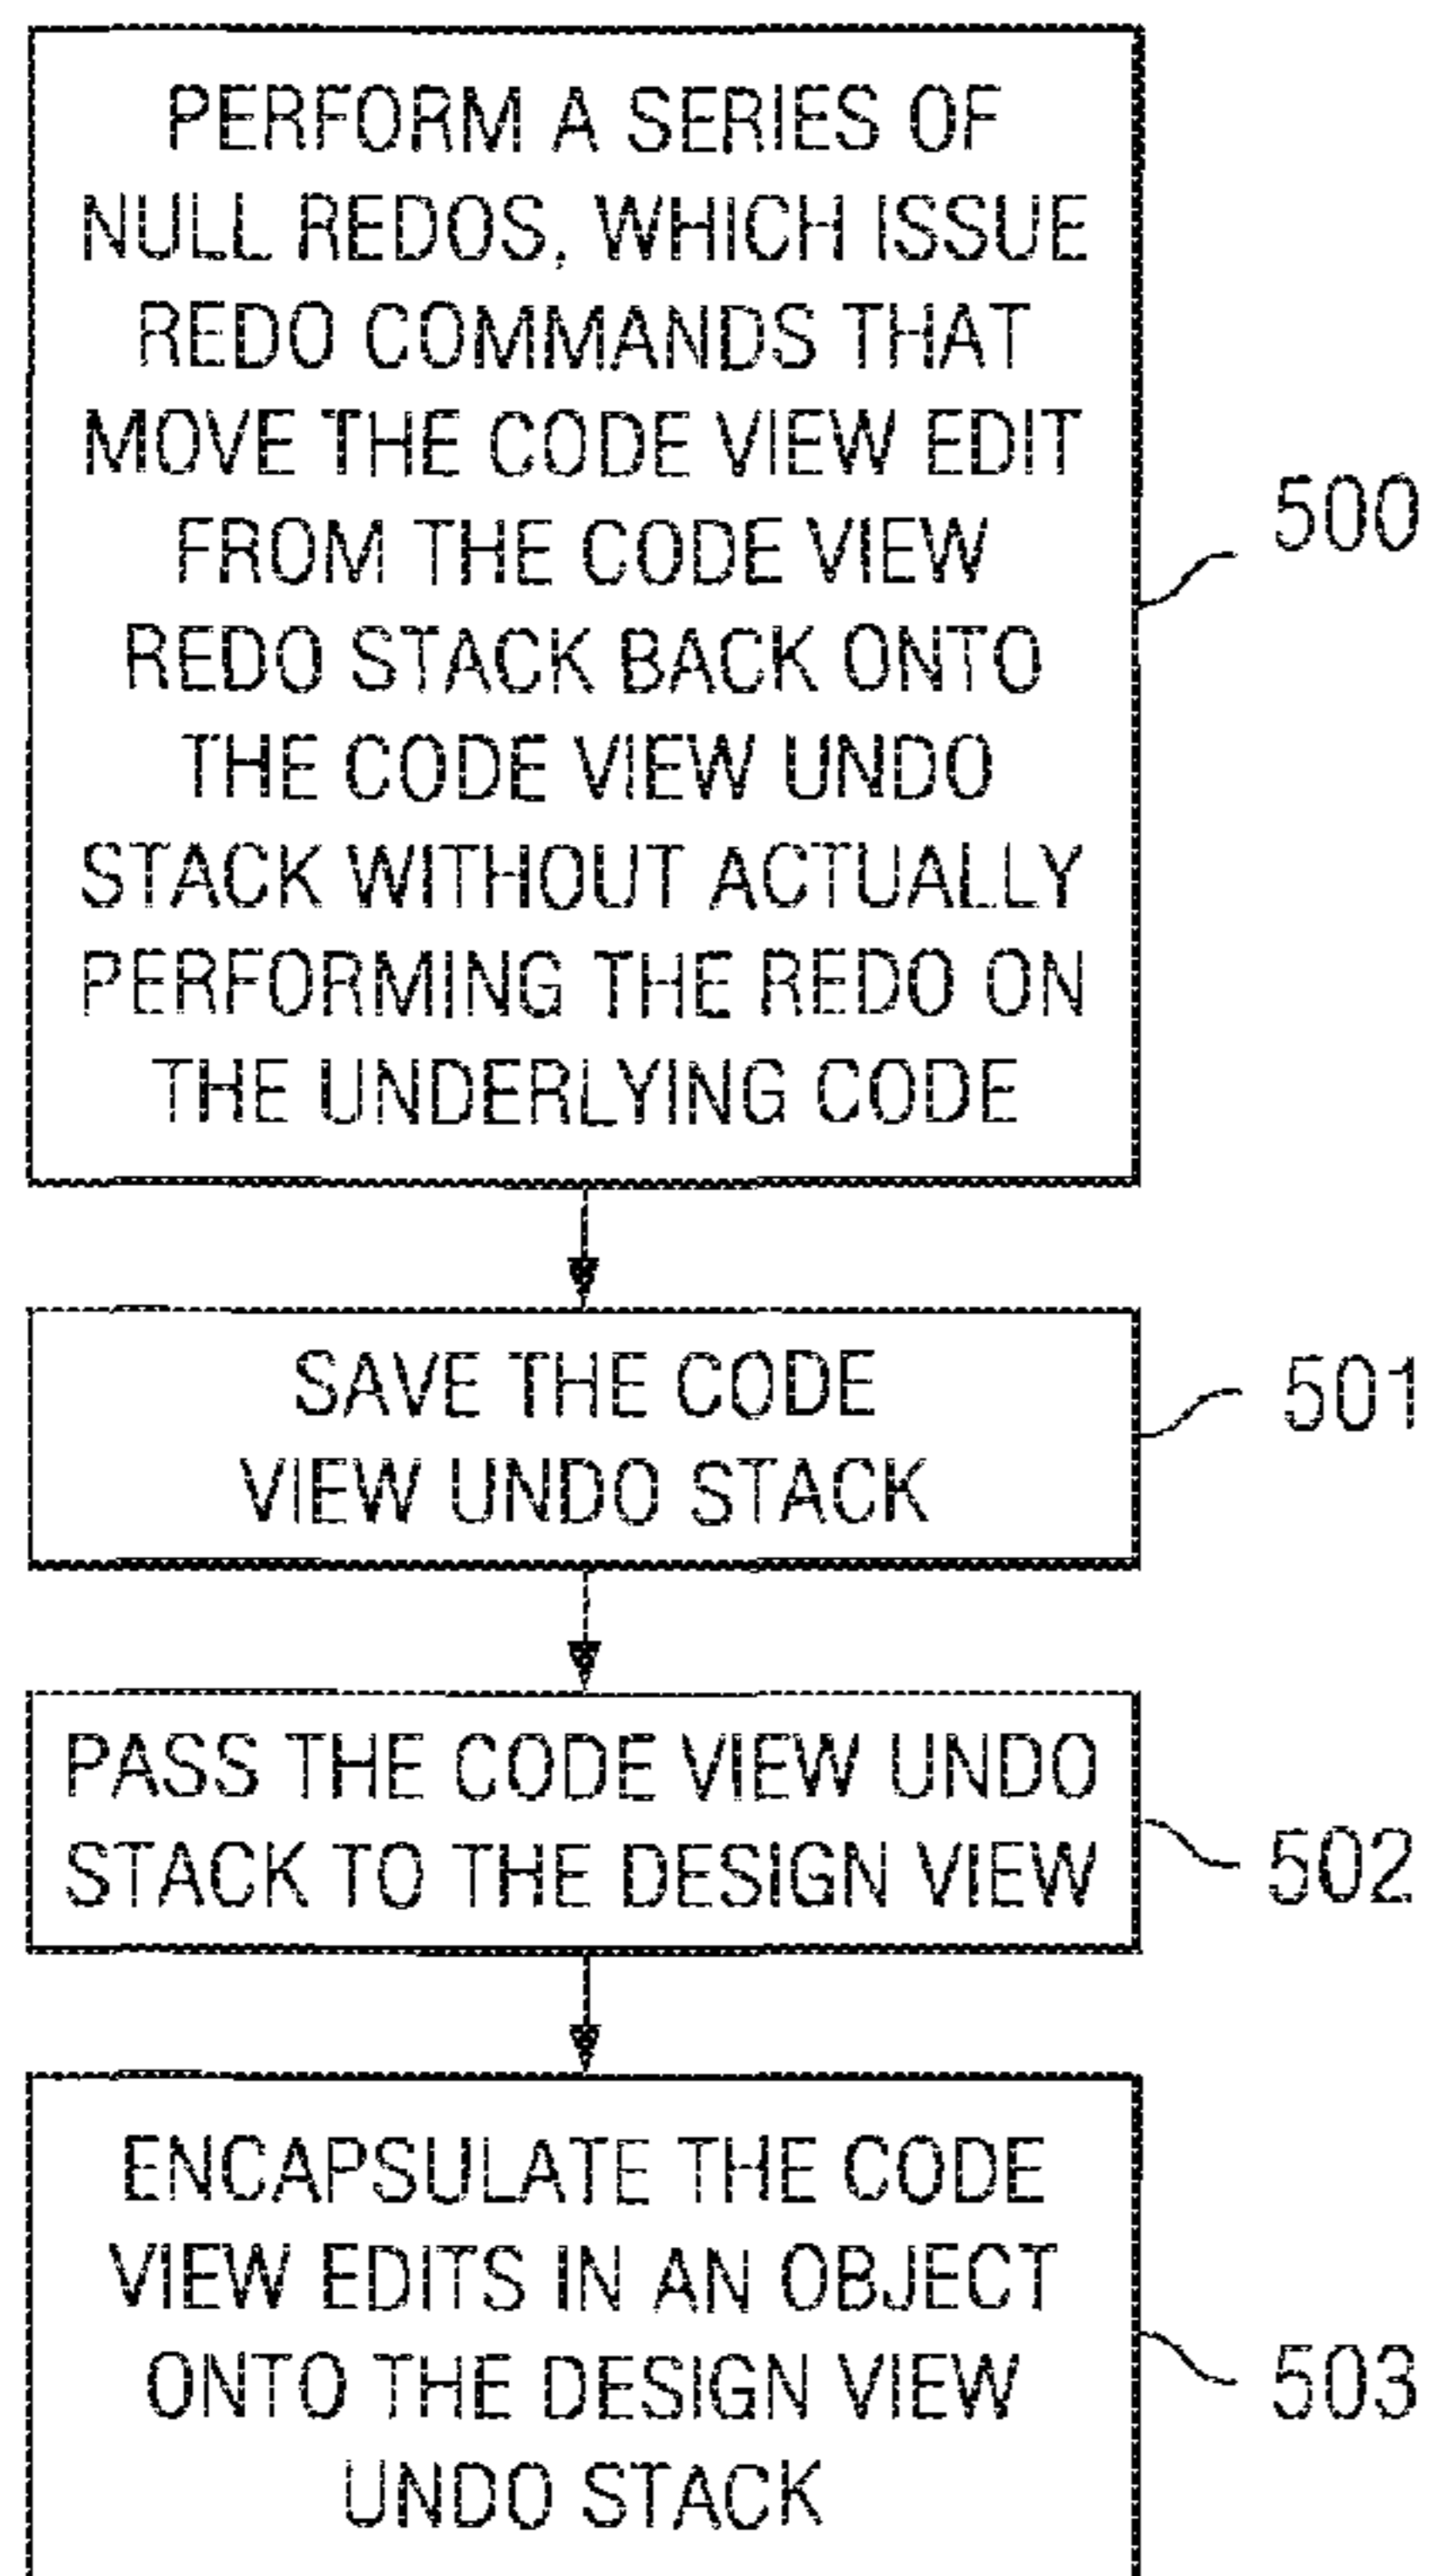 PERFORM A SERIES OF
NULL REDOS, WHICH ISSUE
REDO COMMANDS THAT
MOVE THE CODE VIEW EDIT
FROM THE CODE VIEW
REDO STACK BACK ONTO
THE CODE VIEW UNDO
STACK WITHOUT ACTUALLY
PERFORMING THE REDO ON
THE UNDERLYING CODE
500
SAVE THE CODE
VIEW UNDO STACK
501
PASS THE CODE VIEW UNDO
STACK TO THE DESIGN VIEW
502
ENCAPSULATE THE CODE
VIEW EDITS IN AN OBJECT
ONTO THE DESIGN VIEW
UNDO STACK
503